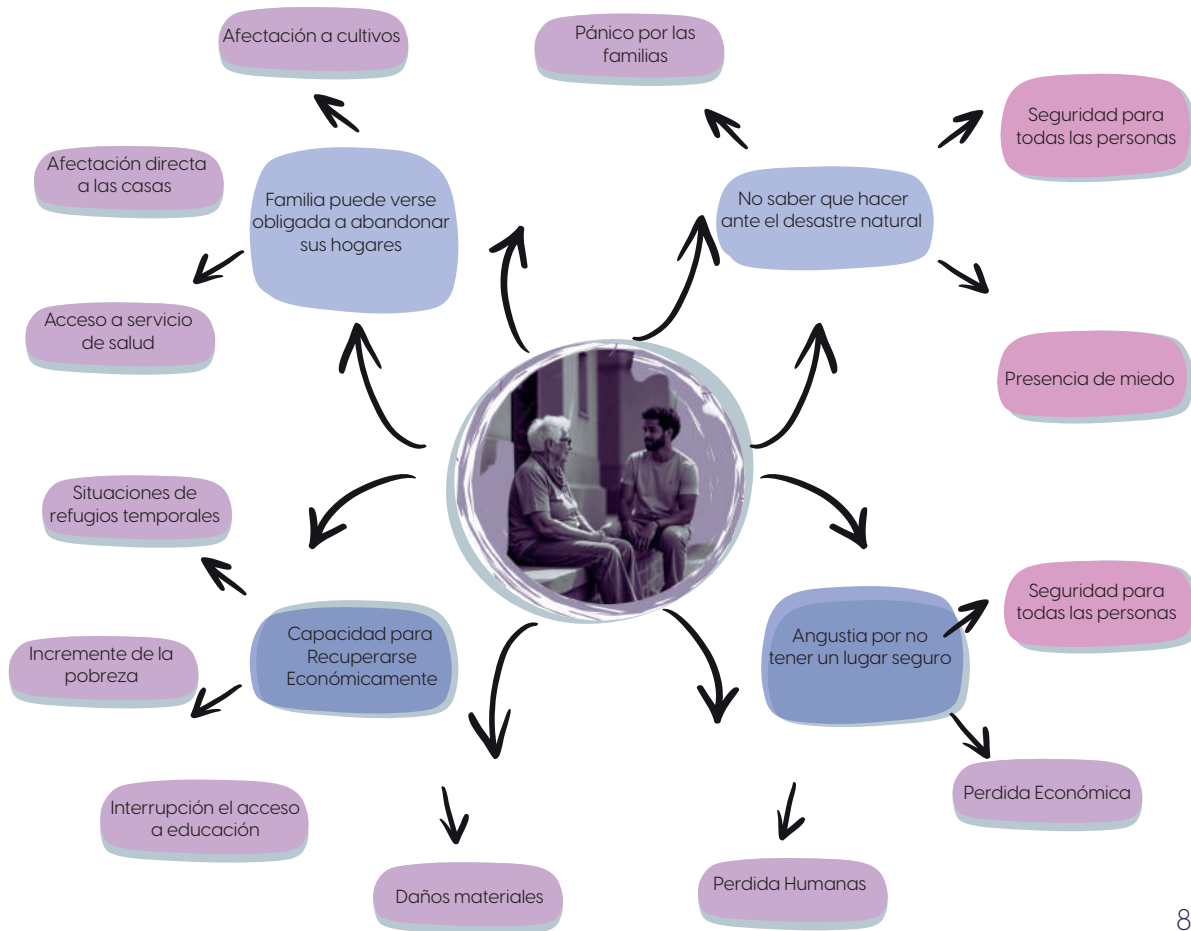 Afectación a cultivos
Pánico por las
familias
Seguridad para
todas las personas
Afectación directa
a las casas
Familia puede verse
obligada a abandonar
sus hogares
No saber que hacer
ante el desastre natural
Acceso a servicio
de salud
Presencia de miedo
Situaciones de
refugios temporales
Capacidad para
Recuperarse
Económicamente
Angustia por no
tener un lugar seguro
Seguridad para
todas las personas
Incremente de la
pobreza
Interrupción el acceso
a educación
Perdida Económica
Daños materiales
Perdida Humanas
8